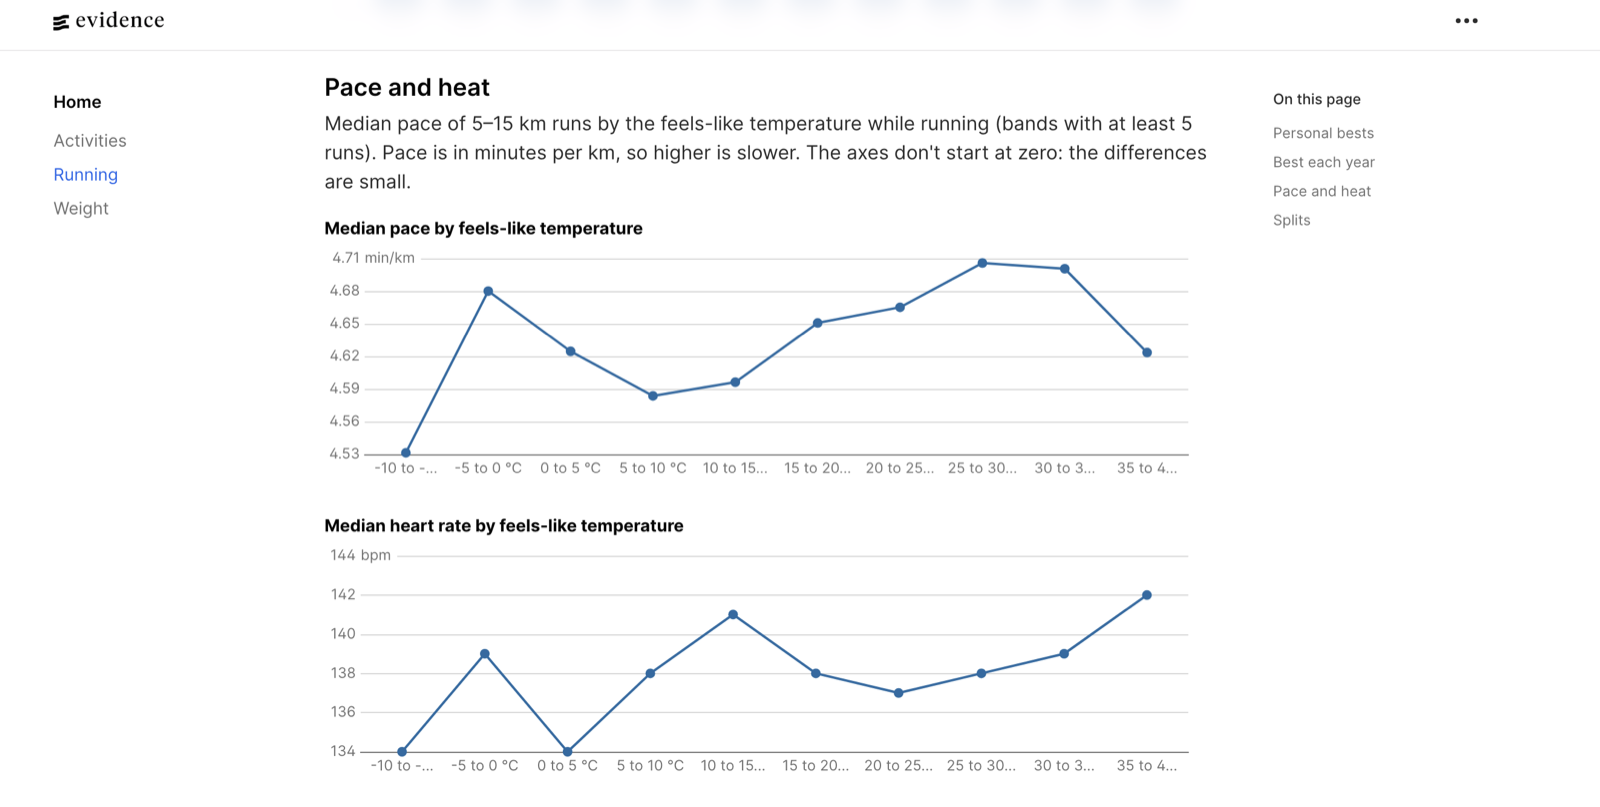 evidence
Home
Activities
Running
Weight
Pace and heat
Median pace of 5–15 km runs by the feels-like temperature while running (bands with at least 5
runs). Pace is in minutes per km, so higher is slower. The axes don't start at zero: the differences
are small.
Median pace by feels-like temperature
4.71 min/km
4.68
4.65
4.62
4.59
4.56
4.53
-10 to -... -5 to 0 °C 0 to 5 °C 5 to 10 °C 10 to 15... 15 to 20... 20 to 25... 25 to 30... 30 to 3... 35 to 4...
Median heart rate by feels-like temperature
144 bpm
142
140
138
136
134
-10 to -... -5 to 0 °C 0 to 5 °C 5 to 10 °C 10 to 15... 15 to 20... 20 to 25... 25 to 30... 30 to 3... 35 to 4...
On this page
Personal bests
Best each year
Pace and heat
Splits